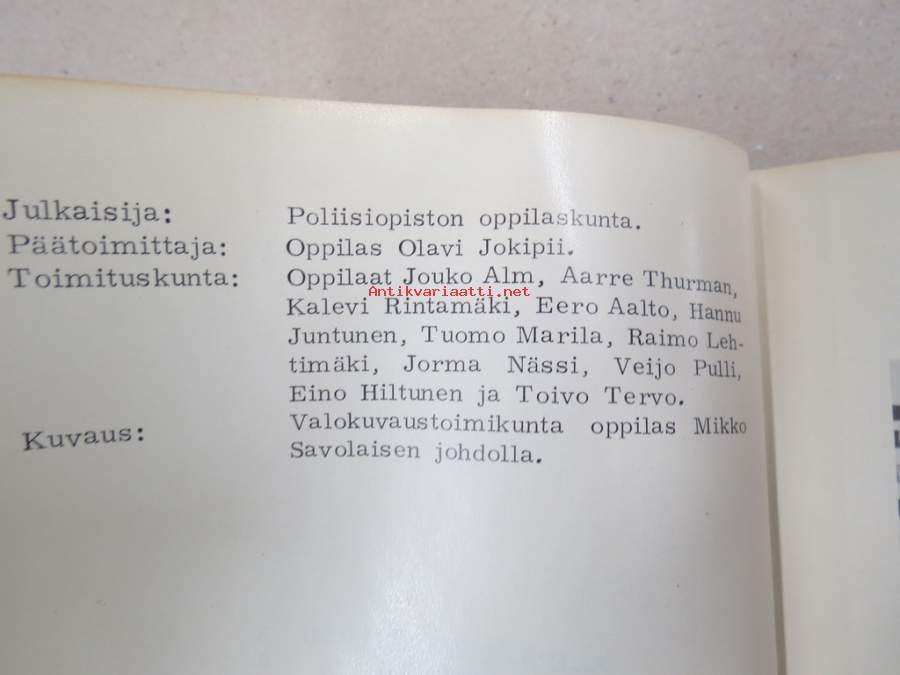 Julkaisija: Poliisiopiston oppilaskunta.
Päätoimittaja: Oppilas Olavi Jokipii.
Toimituskunta: Oppilaat Jouko Alm, Aarre Thurman,
Antikvariaatti.net
Kalevi Rintamäki, Eero Aalto, Hannu
Juntunen, Tuomo Marila, Raimo Leh-
timäki, Jorma Nässi, Veijo Pulli,
Eino Hiltunen ja Toivo Tervo.
Kuvaus: Valokuvaustoimikunta oppilas Mikko
Savolaisen johdolla.